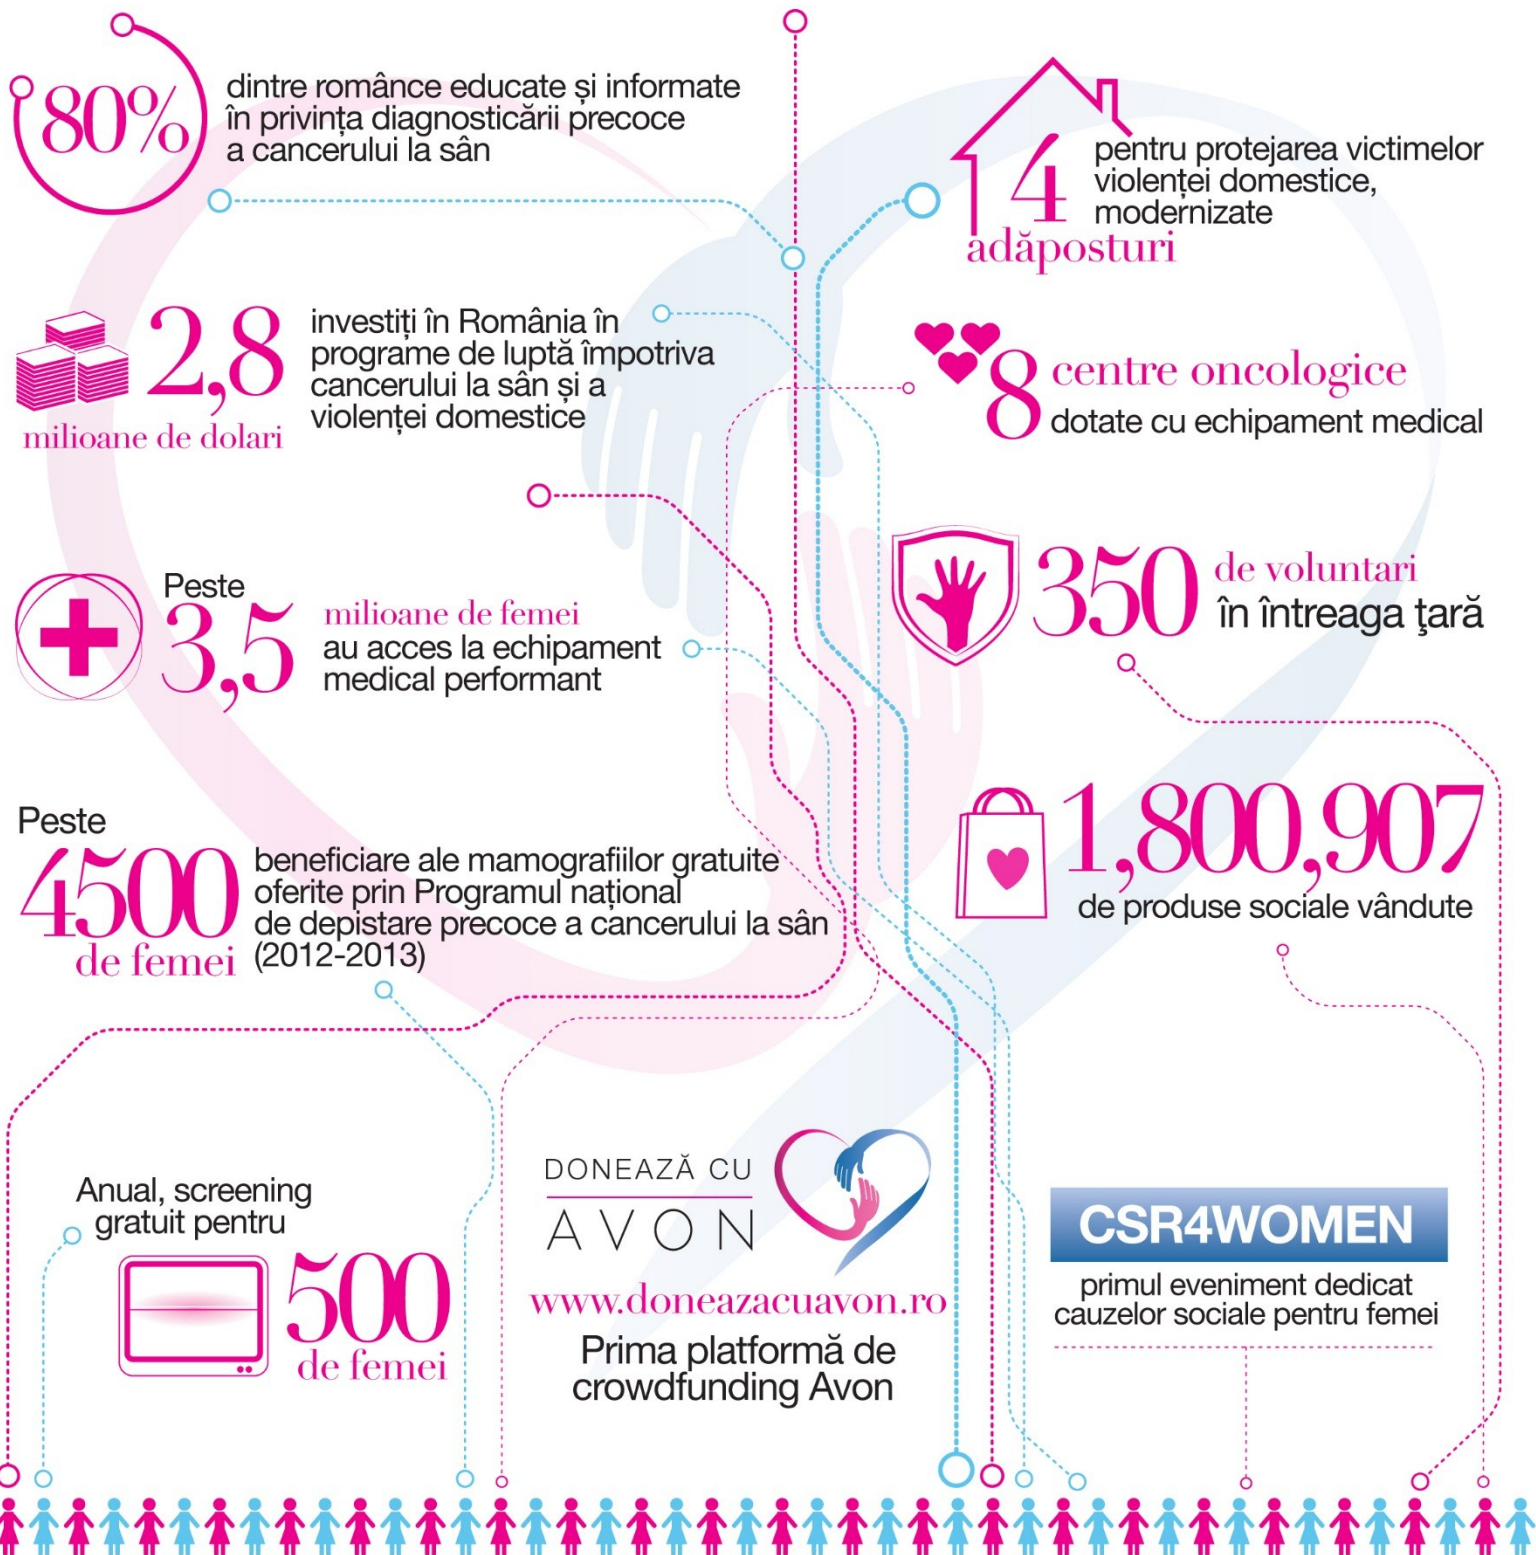 80%
dintre românce educate și informate
în privința diagnosticării precoce
a cancerului la sân
4
adăposturi
pentru protejarea victimelor
violenței domestice,
modernizate
2,8
milioane de dolari
investiți în România în
programe de luptă împotriva
cancerului la sân și a
violenței domestice
8 centre oncologice
dotate cu echipament medical
Peste
3,5
milioane de femei
au acces la echipament
medical performant
350 de voluntari
în întreaga ţară
Peste
4500
de femei
beneficiare ale mamografiilor gratuite
oferite prin Programul național
de depistare precoce a cancerului la sân
(2012-2013)
1,800,907
de produse sociale vândute
Anual, screening
gratuit pentru
500
de femei
DONEAZĂ CU
AVON
www.doneazacuavon.ro
Prima platformă de
crowdfunding Avon
CSR4WOMEN
primul eveniment dedicat
cauzelor sociale pentru femei